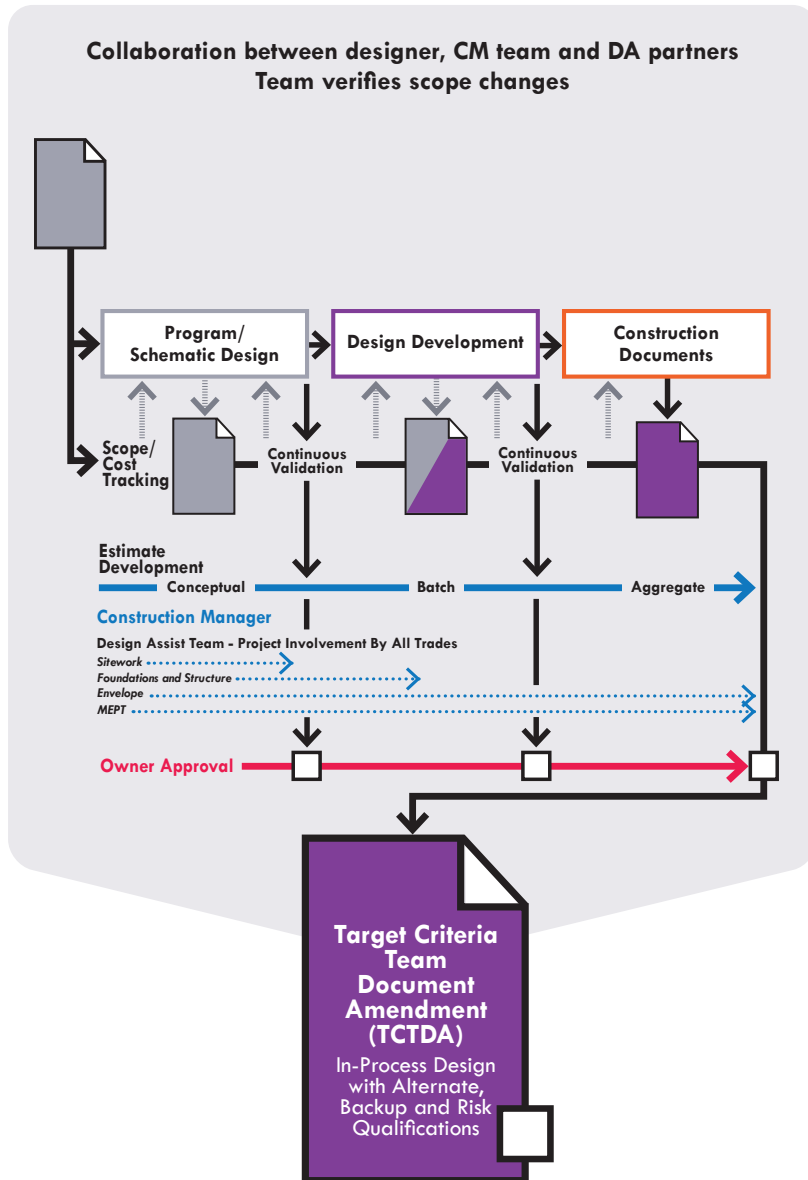 Collaboration between designer, CM team and DA partners
Team verifies scope changes
Program/
Schematic Design
Design Development
Construction
Documents
Scope/
Cost
Tracking
Continuous
Validation
Continuous
Validation
Estimate
Development
Conceptual
Batch
Aggregate
Construction Manager
Design Assist Team - Project Involvement By All Trades
Sitework
Foundations and Structure
Envelope
MEPT
Owner Approval
Target Criteria
Team
Document
Amendment
(TCTDA)
In-Process Design
with Alternate,
Backup and Risk
Qualifications